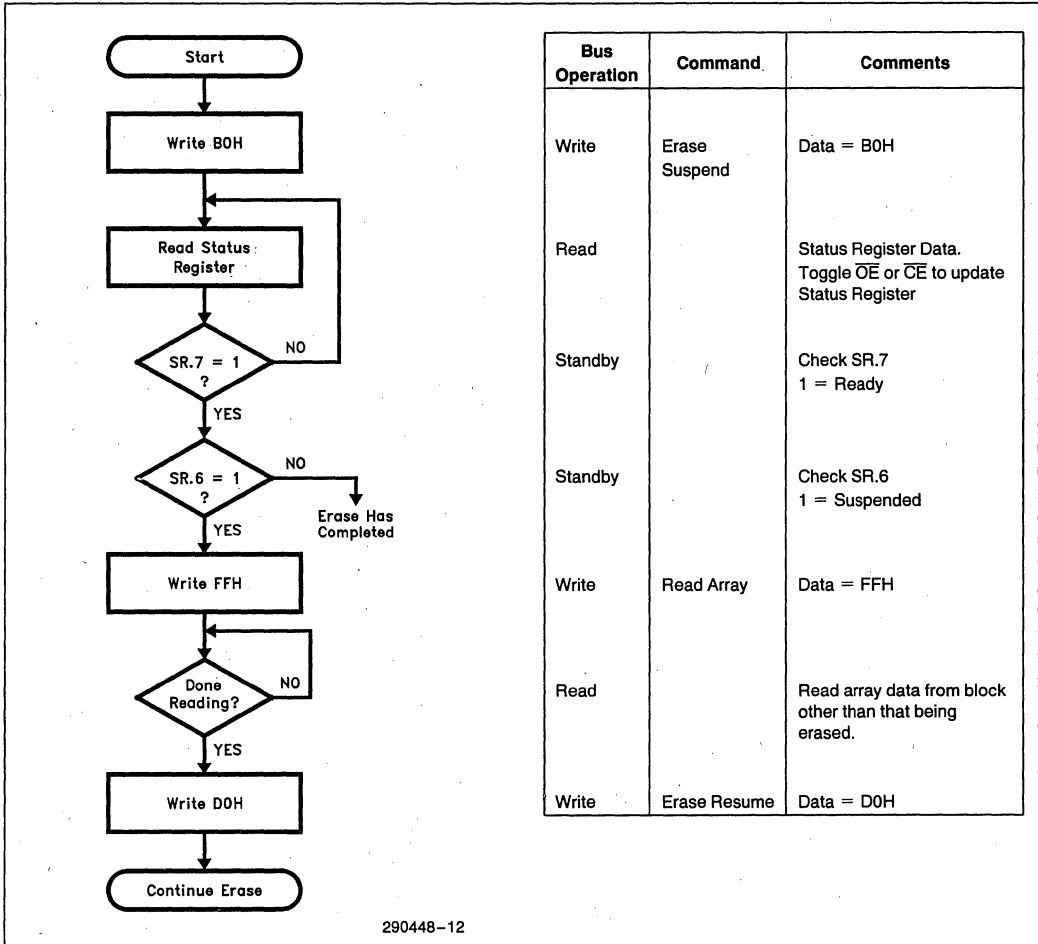 Start
Write B0H
Read Status
Register
SR.7 = 1
?
NO
YES
SR.6 = 1
?
NO
Erase Has
Completed
YES
Write FFH
Done
Reading?
NO
YES
Write D0H
Continue Erase
Bus
Operation
Command
Comments
Write
Erase
Suspend
Data = B0H
Read
Status Register Data.
Toggle O̅E̅ or C̅E̅ to update
Status Register
Standby
Check SR.7
1 = Ready
Standby
Check SR.6
1 = Suspended
Write
Read Array
Data = FFH
Read
Read array data from block
other than that being
erased.
Write
Erase Resume
Data = D0H
290448–12